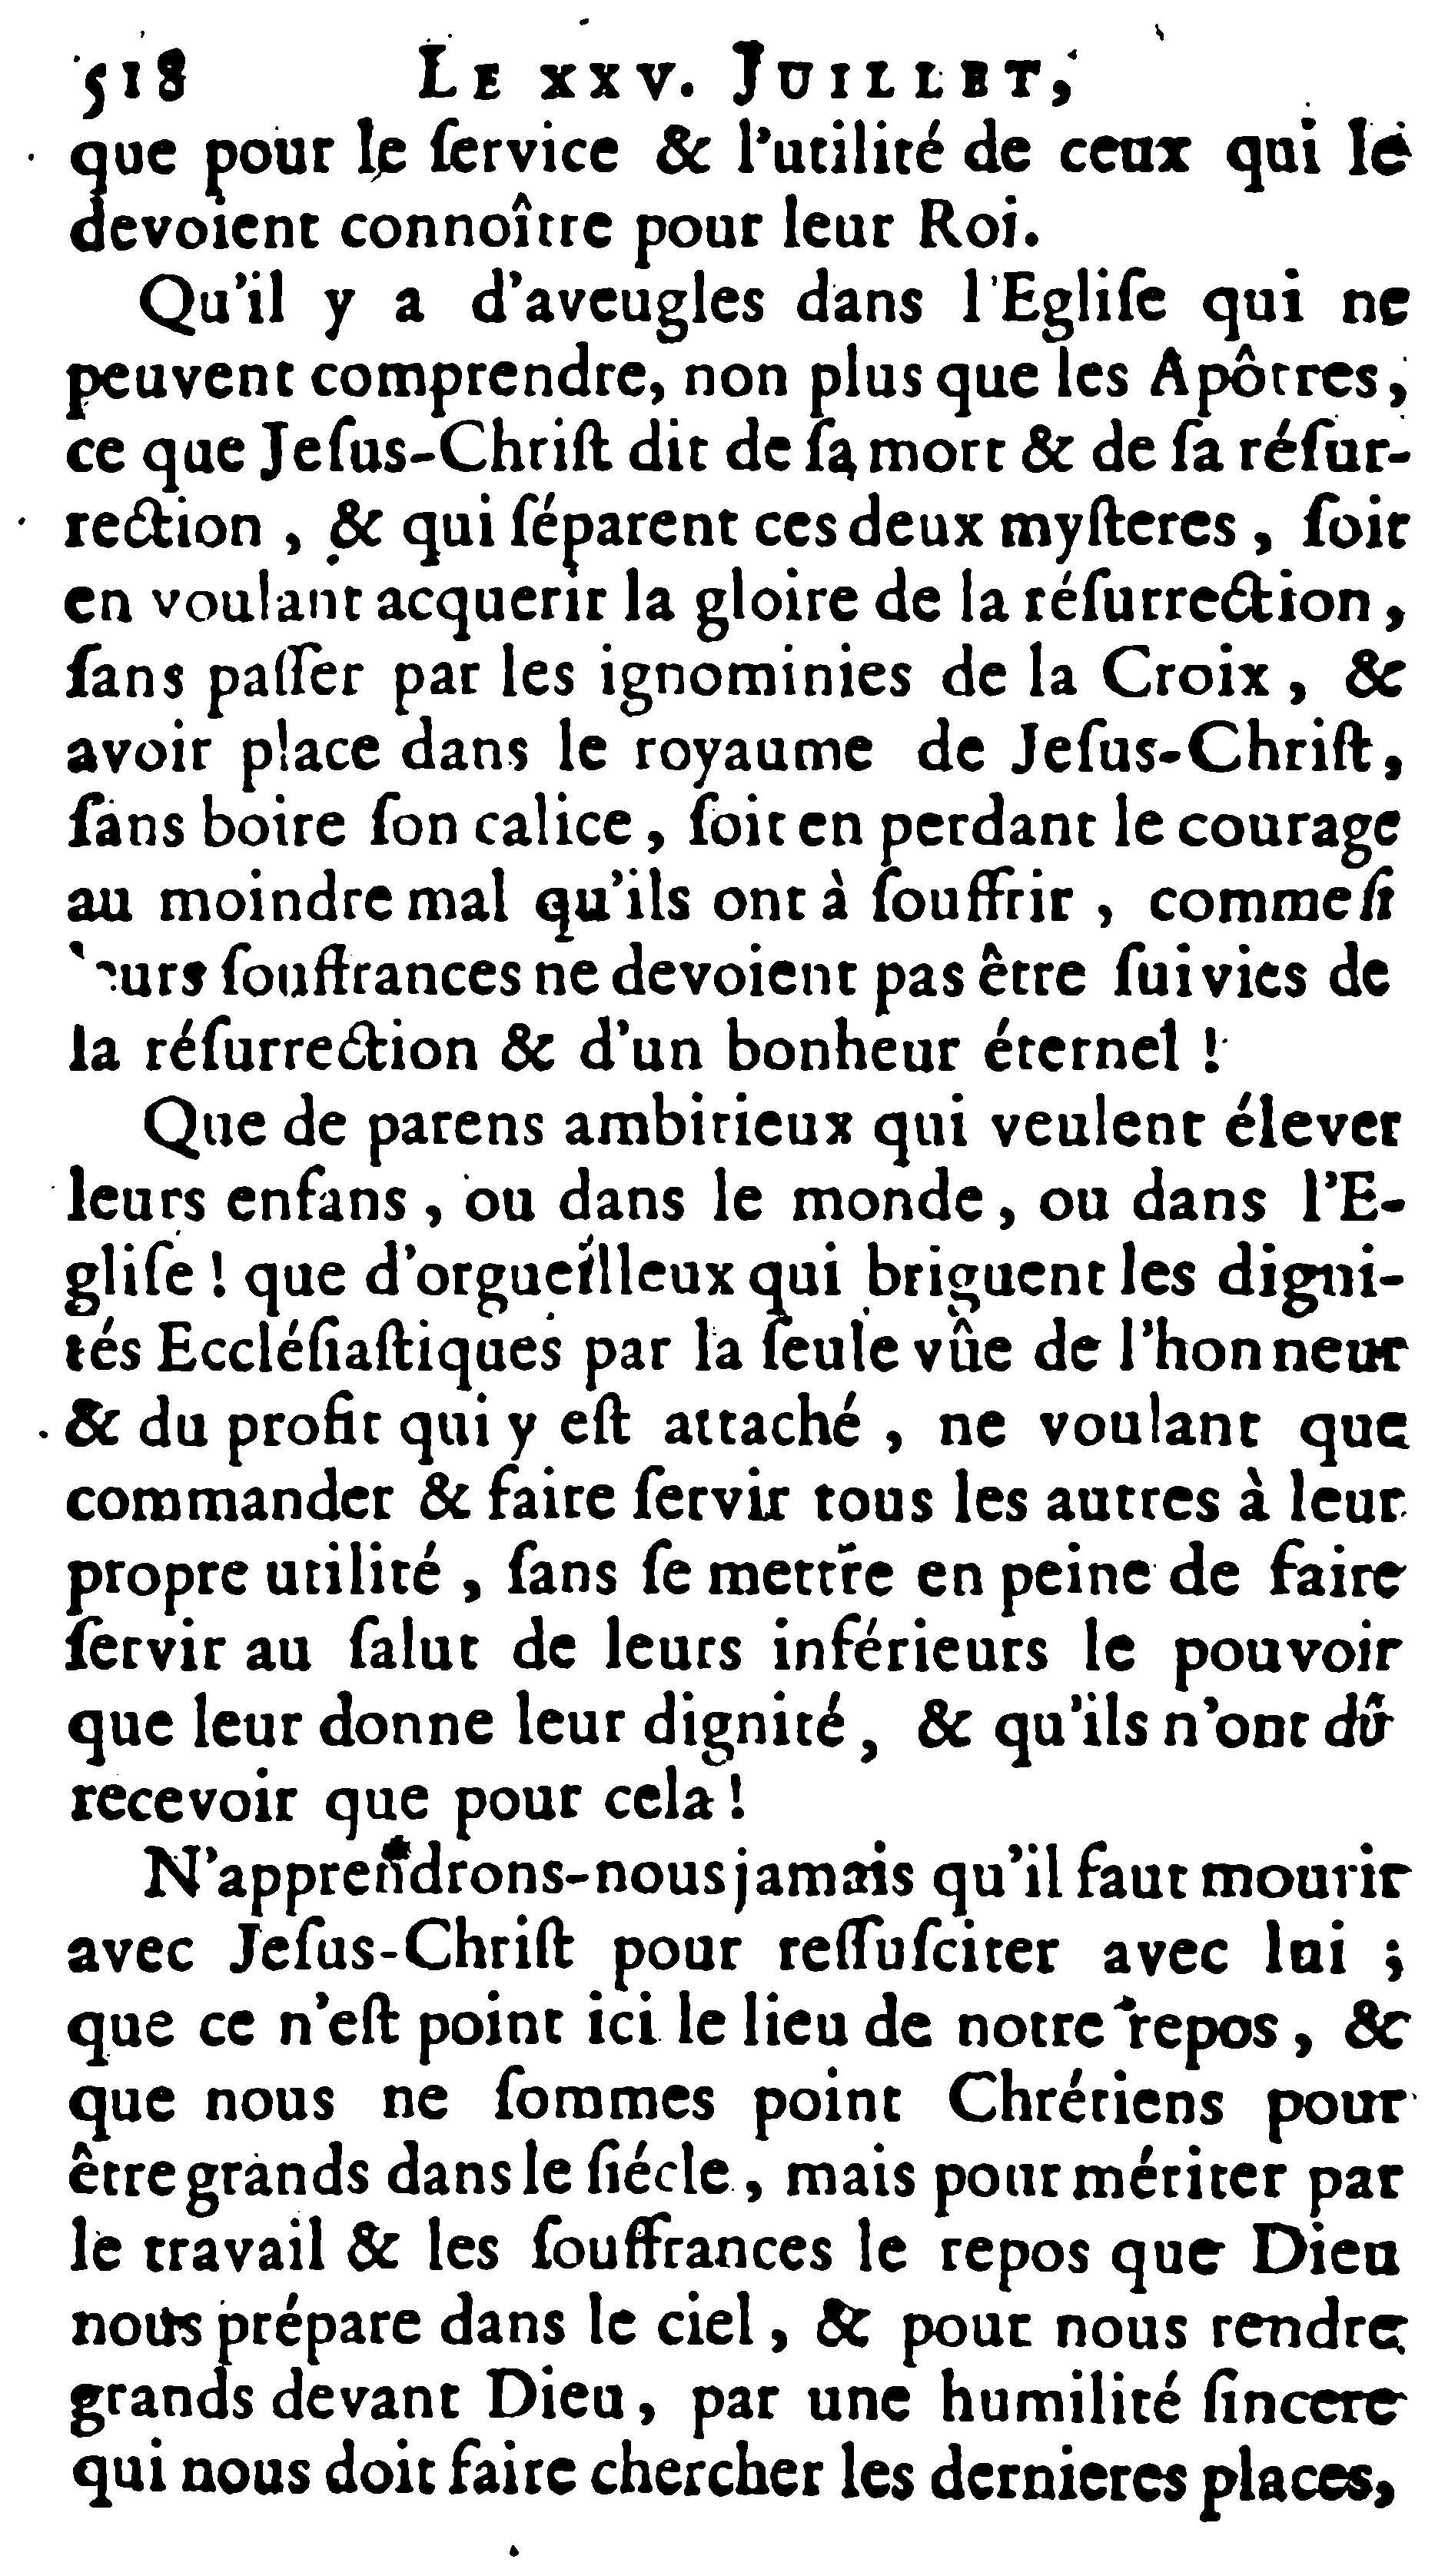 518 LE XXV. JUILLET,
que pour le ſervice & l'utilité de ceux qui le
devoient connoître pour leur Roi.
Qu'il y a d'aveugles dans l'Egliſe qui ne
peuvent comprendre, non plus que les Apôtres,
ce que Jeſus-Chriſt dit de ſa mort & de ſa réſur-
rection, & qui ſéparent ces deux myſteres, ſoit
en voulant acquerir la gloire de la réſurrection,
ſans paſſer par les ignominies de la Croix, &
avoir place dans le royaume de Jeſus-Chriſt,
ſans boire ſon calice, ſoit en perdant le courage
au moindre mal qu'ils ont à ſouffrir, comme ſi
leurs ſouffrances ne devoient pas être ſuivies de
la réſurrection & d'un bonheur éternel !
Que de parens ambitieux qui veulent élever
leurs enfans, ou dans le monde, ou dans l'E-
gliſe ! que d'orgueilleux qui briguent les digni-
tés Eccléſiaſtiques par la ſeule vûe de l'honneur
& du profit qui y eſt attaché, ne voulant que
commander & faire ſervir tous les autres à leur
propre utilité, ſans ſe mettre en peine de faire
ſervir au ſalut de leurs inférieurs le pouvoir
que leur donne leur dignité, & qu'ils n'ont dû
recevoir que pour cela !
N'apprendrons-nous jamais qu'il faut mourir
avec Jeſus-Chriſt pour reſſuſciter avec lui ;
que ce n'eſt point ici le lieu de notre repos, &
que nous ne ſommes point Chrétiens pour
être grands dans le ſiécle, mais pour mériter par
le travail & les ſouffrances le repos que Dieu
nous prépare dans le ciel, & pour nous rendre
grands devant Dieu, par une humilité ſincere
qui nous doit faire chercher les dernieres places,